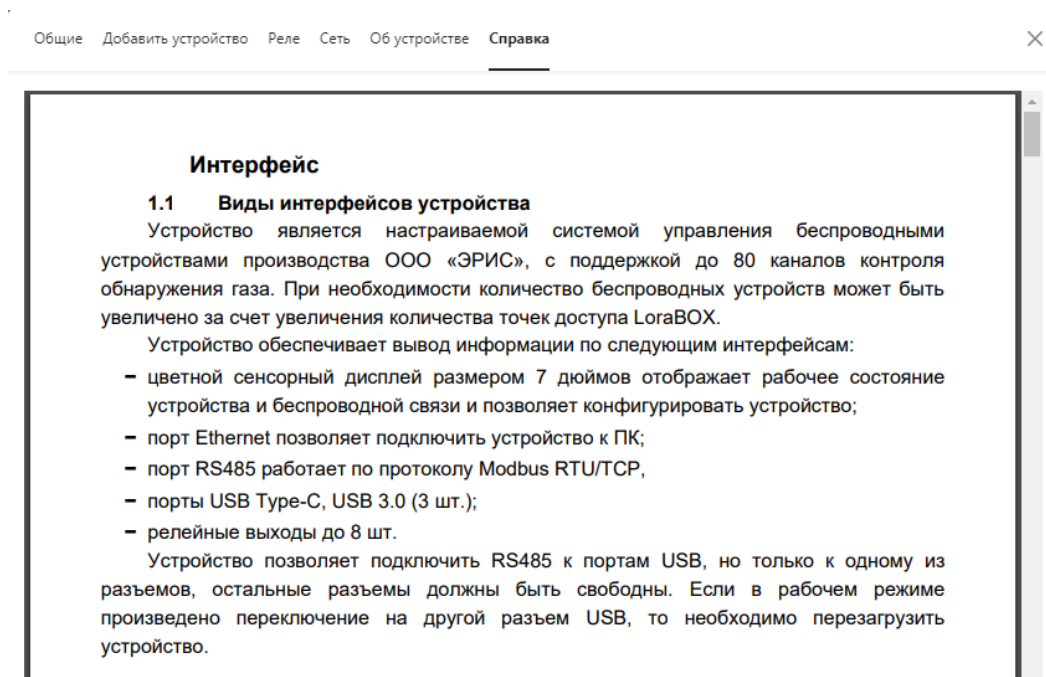 Общие Добавить устройство Реле Сеть Об устройстве Справка
Интерфейс
1.1 Виды интерфейсов устройства
Устройство является настраиваемой системой управления беспроводными
устройствами производства ООО «ЭРИС», с поддержкой до 80 каналов контроля
обнаружения газа. При необходимости количество беспроводных устройств может быть
увеличено за счет увеличения количества точек доступа LoraBOX.
Устройство обеспечивает вывод информации по следующим интерфейсам:
– цветной сенсорный дисплей размером 7 дюймов отображает рабочее состояние
устройства и беспроводной связи и позволяет конфигурировать устройство;
– порт Ethernet позволяет подключить устройство к ПК;
– порт RS485 работает по протоколу Modbus RTU/TCP,
– порты USB Type-C, USB 3.0 (3 шт.);
– релейные выходы до 8 шт.
Устройство позволяет подключить RS485 к портам USB, но только к одному из
разъемов, остальные разъемы должны быть свободны. Если в рабочем режиме
произведено переключение на другой разъем USB, то необходимо перезагрузить
устройство.